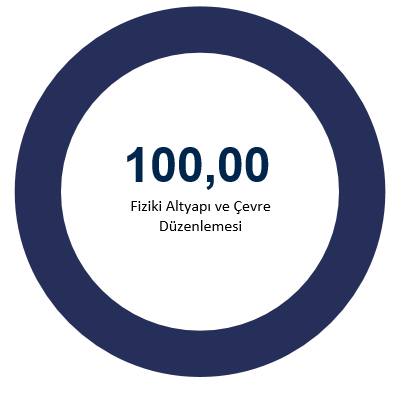 100,00
Fiziki Altyapı ve Çevre
Düzenlemesi